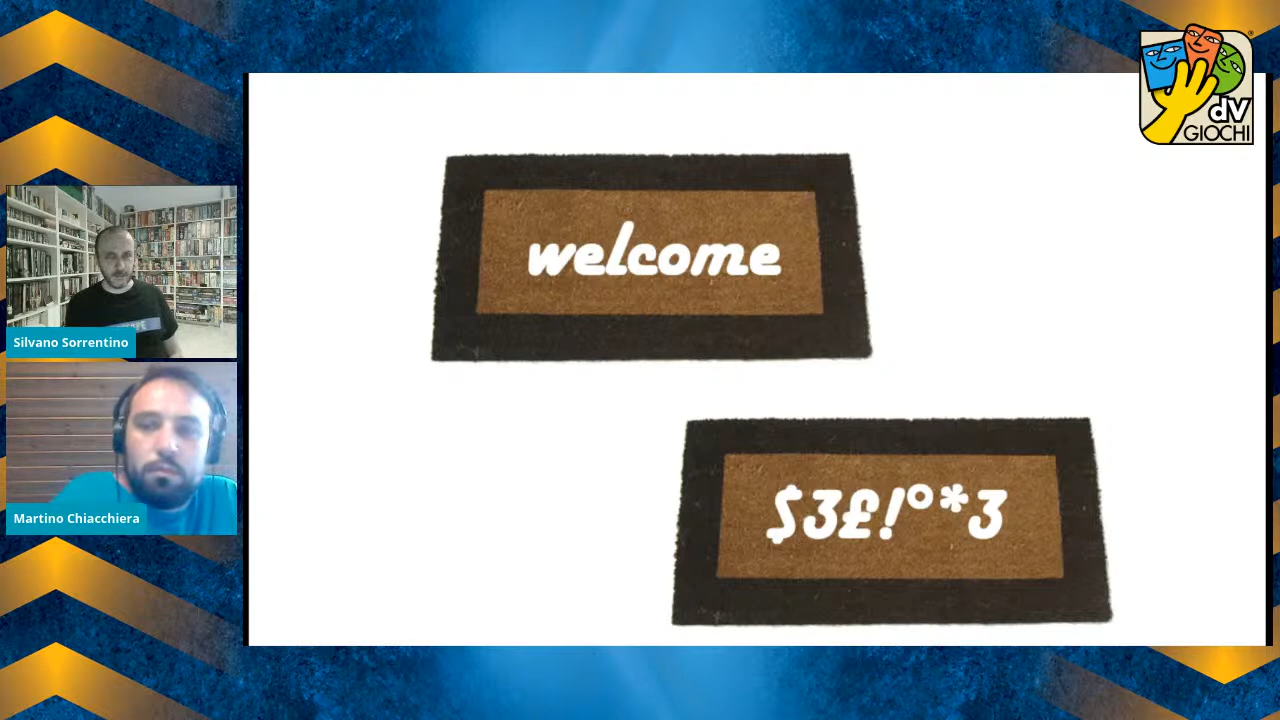 dV
GIOCHI
welcome
Silvano Sorrentino
$3£!°*3
Martino Chiacchiera